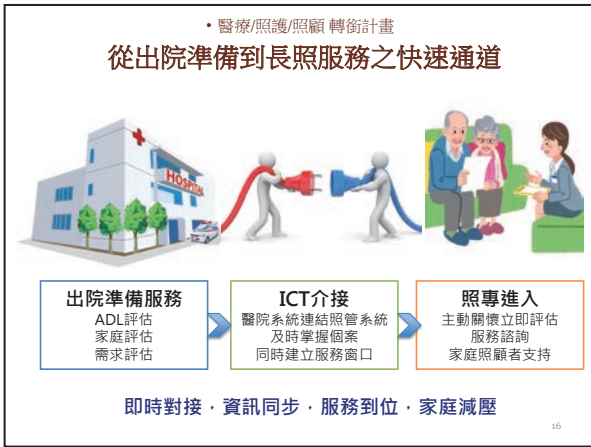 • 醫療/照護/照顧 轉銜計畫
從出院準備到長照服務之快速通道
HOSPITAL
出院準備服務
ADL評估
家庭評估
需求評估
ICT介接
醫院系統連結照管系統
及時掌握個案
同時建立服務窗口
照專進入
主動關懷立即評估
服務諮詢
家庭照顧者支持
即時對接，資訊同步，服務到位，家庭減壓
16